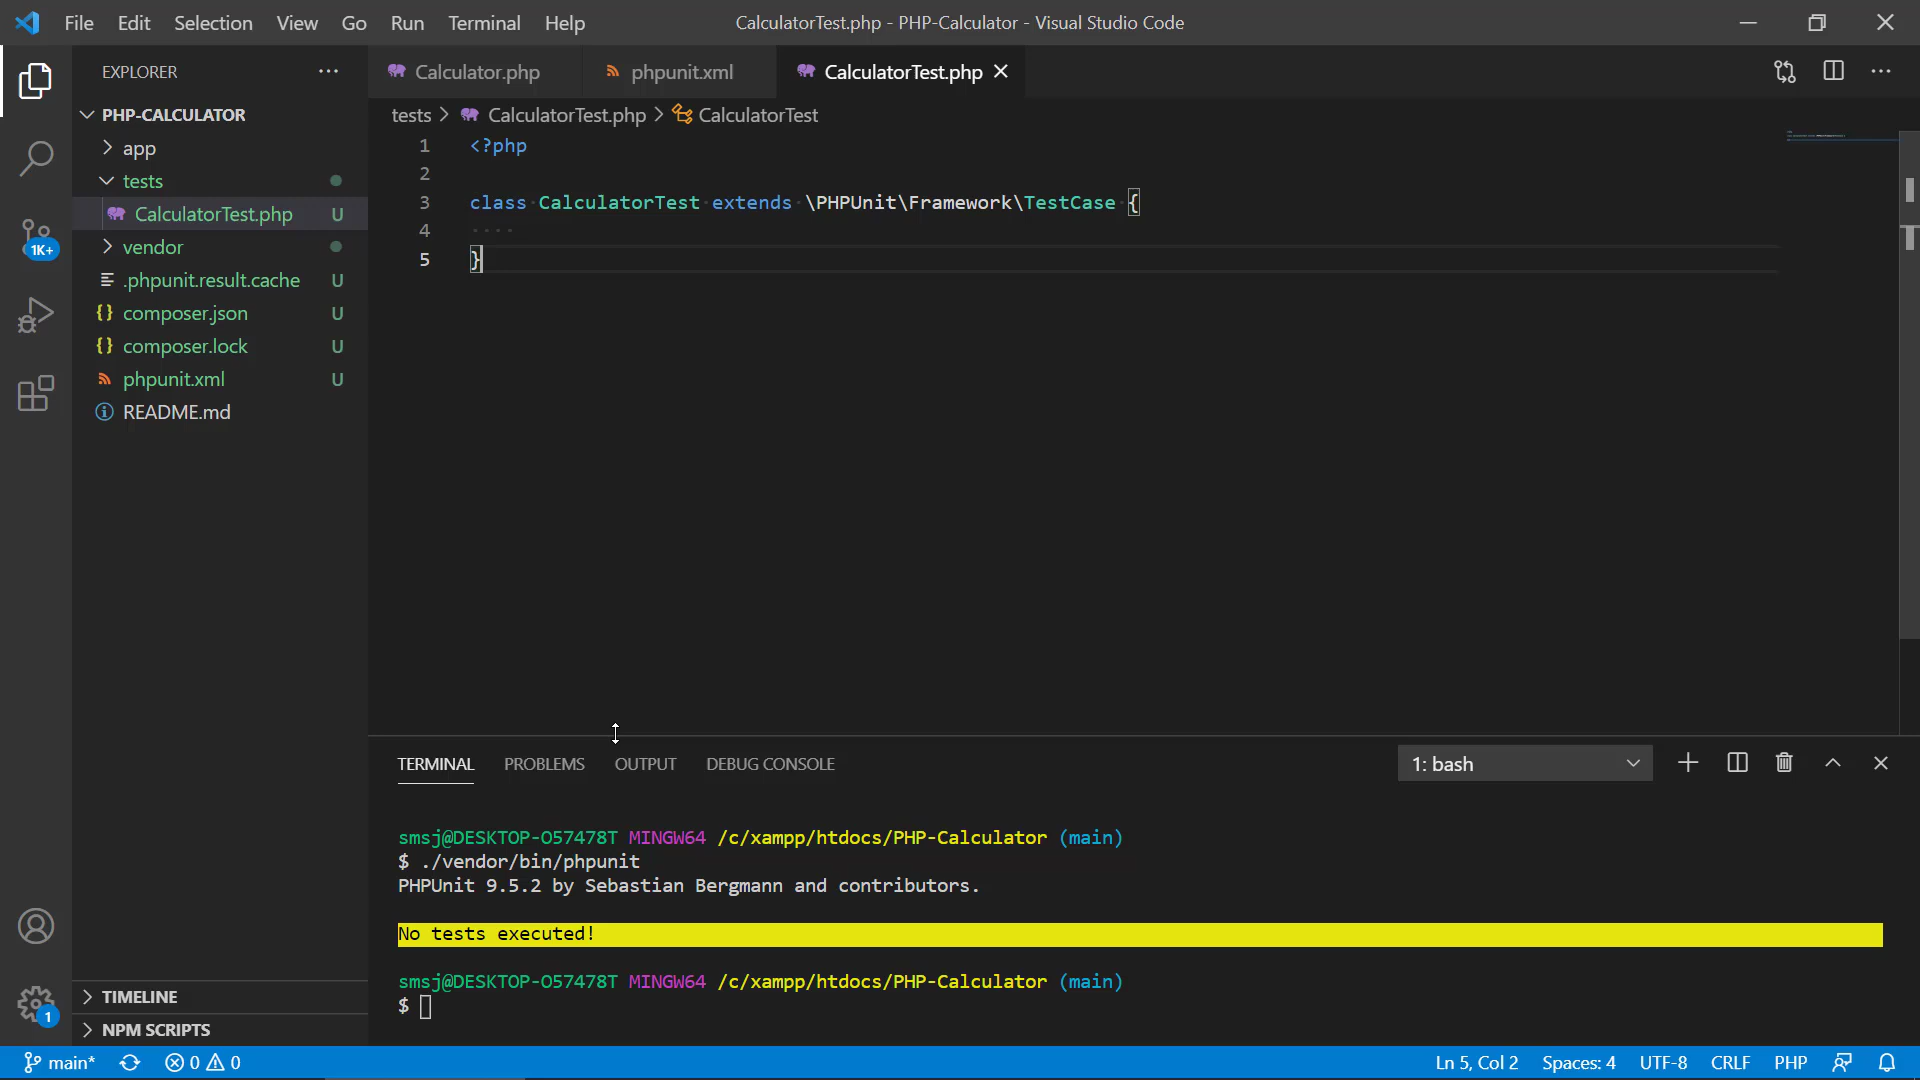 File Edit Selection View Go Run Terminal Help
CalculatorTest.php - PHP-Calculator - Visual Studio Code
EXPLORER
PHP-CALCULATOR
app
tests
CalculatorTest.php U
vendor
.phpunit.result.cache U
composer.json U
composer.lock U
phpunit.xml U
README.md
TIMELINE
NPM SCRIPTS
1K+
1
Calculator.php phpunit.xml CalculatorTest.php
tests > CalculatorTest.php > CalculatorTest
1 <?php
2
3 class CalculatorTest extends \PHPUnit\Framework\TestCase {
4
5 }
TERMINAL PROBLEMS OUTPUT DEBUG CONSOLE
1: bash
smsj@DESKTOP-O57478T MINGW64 /c/xampp/htdocs/PHP-Calculator (main)
$ ./vendor/bin/phpunit
PHPUnit 9.5.2 by Sebastian Bergmann and contributors.
No tests executed!
smsj@DESKTOP-O57478T MINGW64 /c/xampp/htdocs/PHP-Calculator (main)
$
main* 0 0 Ln 5, Col 2 Spaces: 4 UTF-8 CRLF PHP